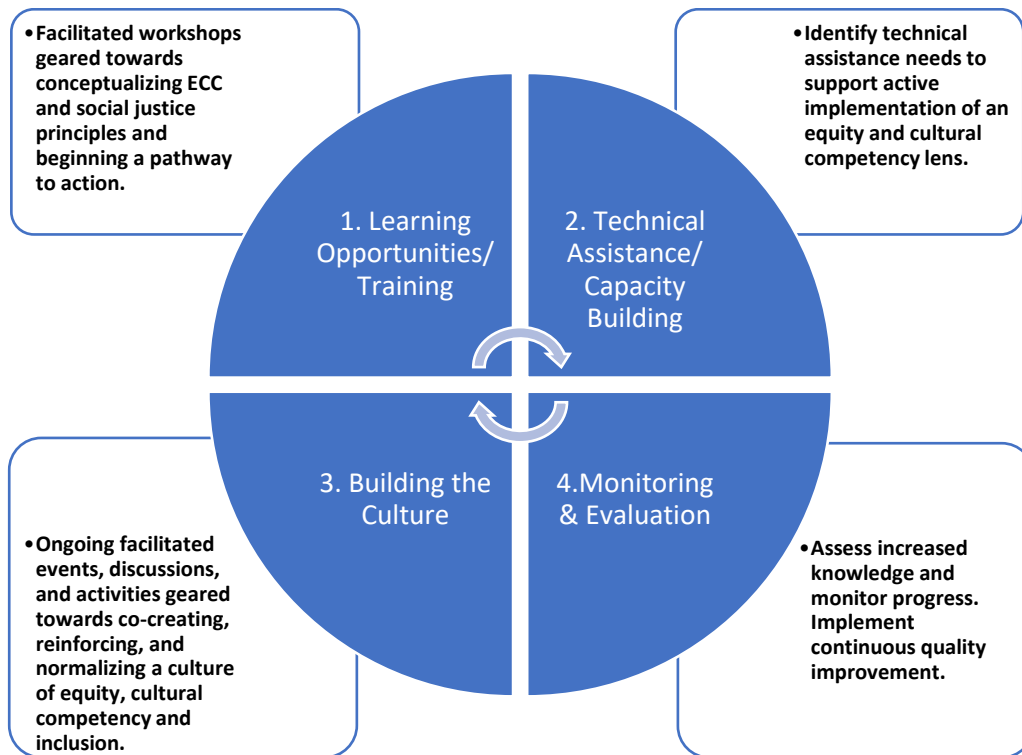 •Facilitated workshops
geared towards
conceptualizing ECC
and social justice
principles and
beginning a pathway
to action.
•Identify technical
assistance needs to
support active
implementation of an
equity and cultural
competency lens.
1. Learning
Opportunities/
Training
2. Technical
Assistance/
Capacity
Building
3. Building the
Culture
4.Monitoring
& Evaluation
•Ongoing facilitated
events, discussions,
and activities geared
towards co-creating,
reinforcing, and
normalizing a culture
of equity, cultural
competency and
inclusion.
•Assess increased
knowledge and
monitor progress.
Implement
continuous quality
improvement.